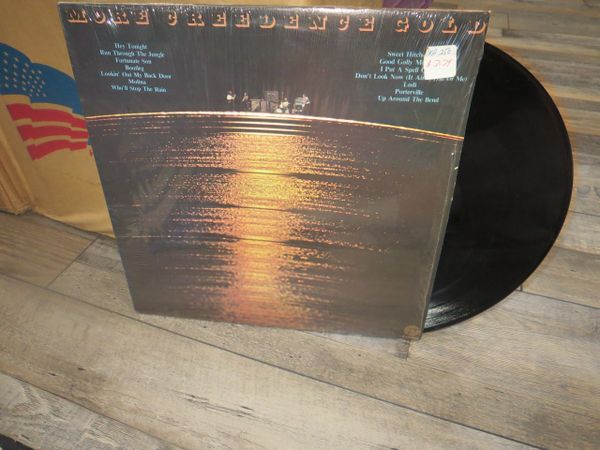 MORE CREEDENCE GOLD
Hey Tonight
Run Through The Jungle
Fortunate Son
Bootleg
Lookin' Out My Back Door
Molina
Who'll Stop The Rain
Sweet Hitch
Good Golly M
I Put A Spell O
Don't Look Now (It Ain't Me)
Lodi
Porterville
Up Around The Bend